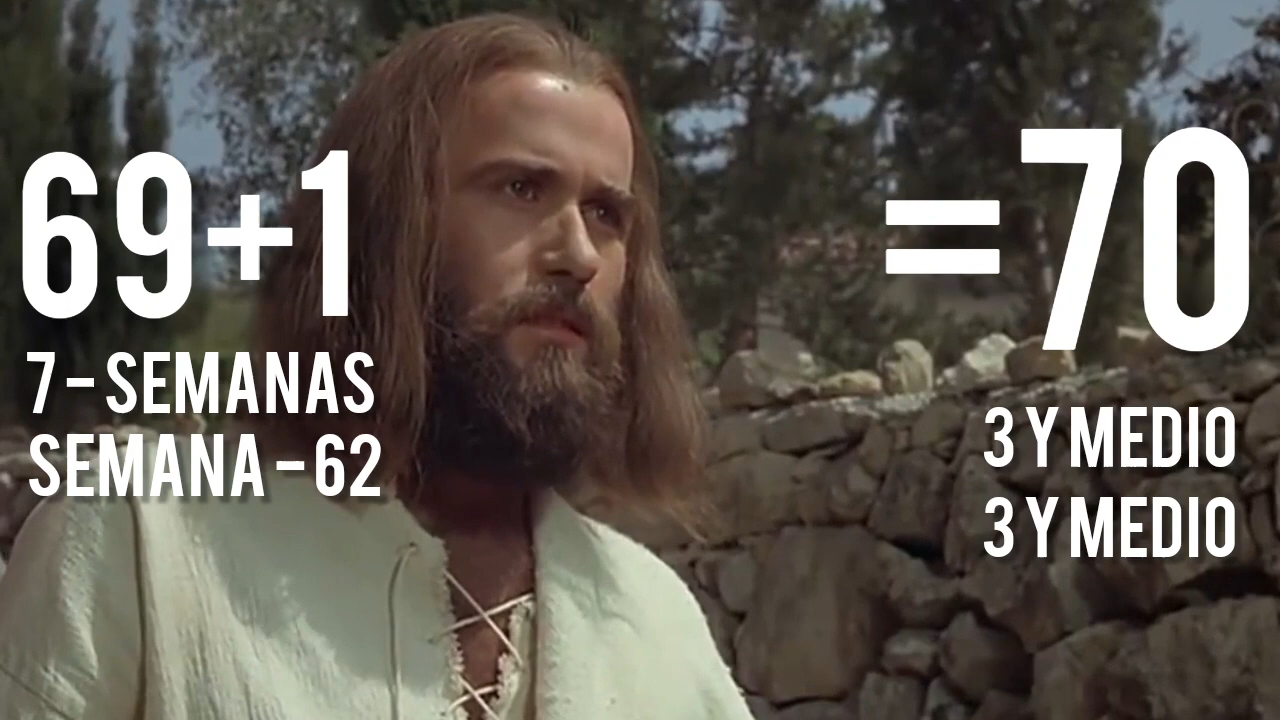 69+1
=70
7 - SEMANAS
SEMANA - 62
3 Y MEDIO
3 Y MEDIO